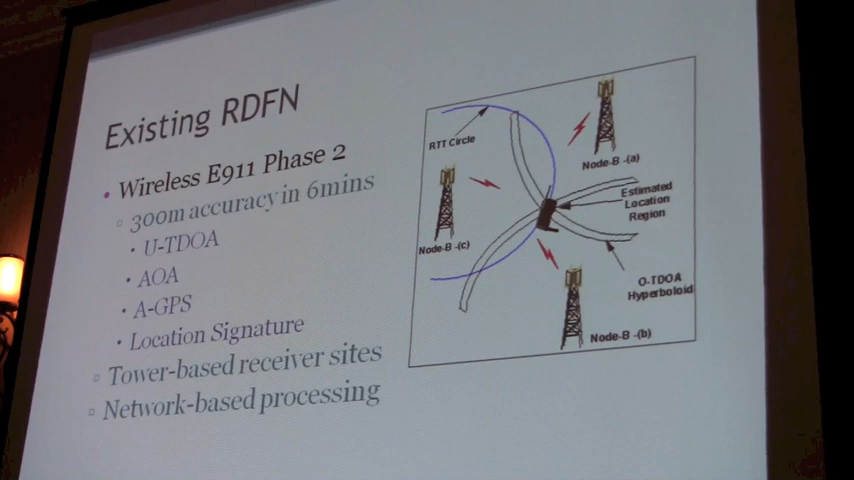 Existing RDFN
• Wireless E911 Phase 2
▫ 300m accuracy in 6mins
• U-TDOA
• AOA
• A-GPS
• Location Signature
▫ Tower-based receiver sites
▫ Network-based processing
RTT Circle
Node-B -(a)
Estimated
Location
Region
Node-B -(c)
O-TDOA
Hyperboloid
Node-B -(b)